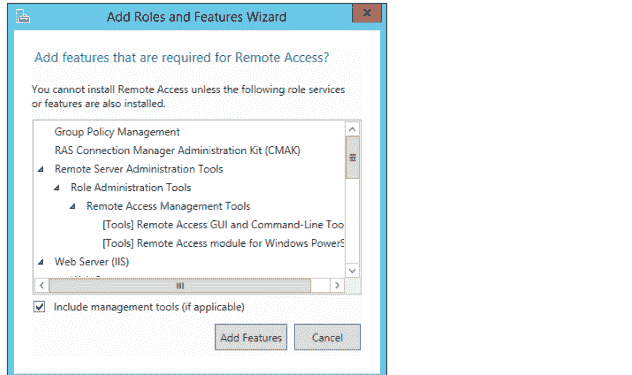 Add Roles and Features Wizard
x
Add features that are required for Remote Access?
You cannot install Remote Access unless the following role services
or features are also installed.
Group Policy Management
RAS Connection Manager Administration Kit (CMAK)
Remote Server Administration Tools
Role Administration Tools
Remote Access Management Tools
[Tools] Remote Access GUI and Command-Line Too
[Tools] Remote Access module for Windows PowerS
Web Server (IIS)
Include management tools (if applicable)
Add Features
Cancel